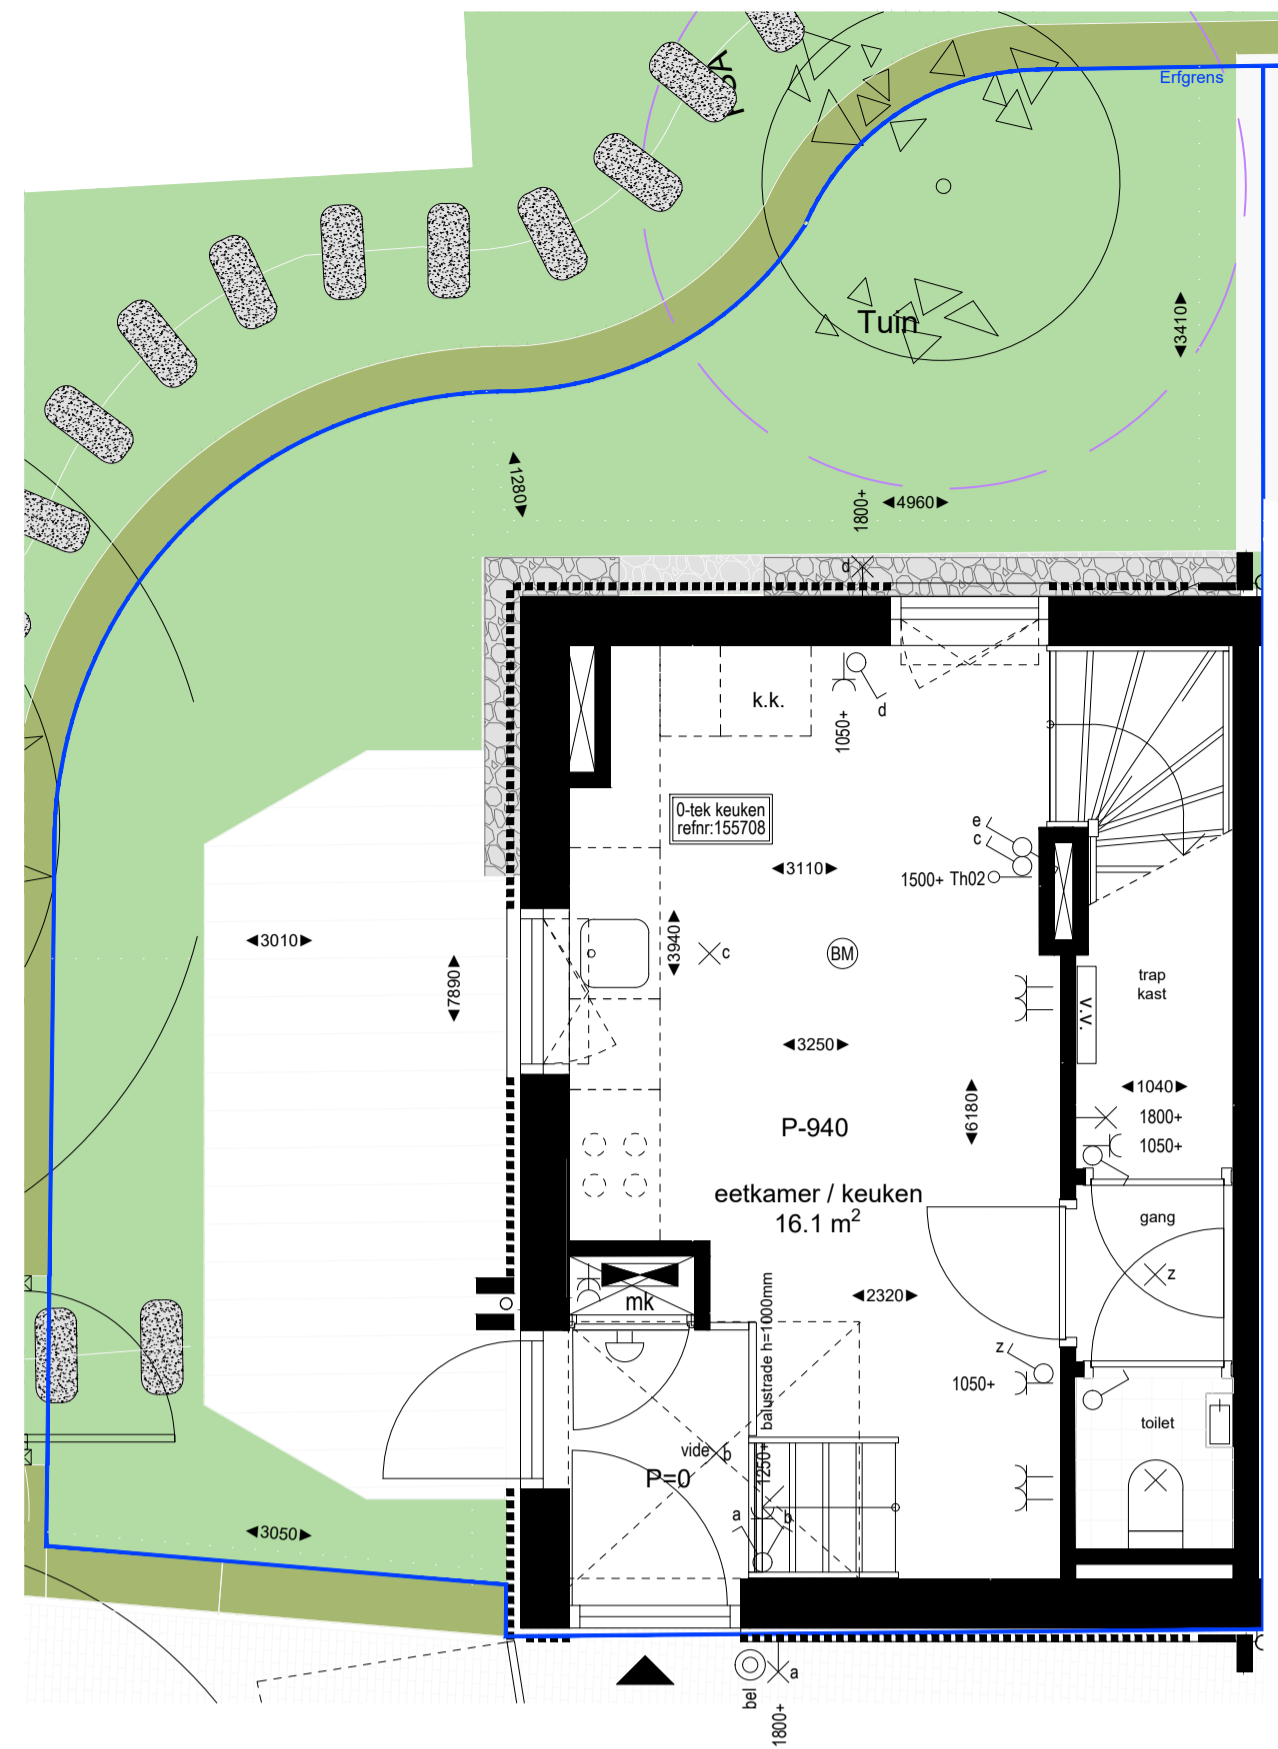 Erfgrens
Tuin
3410
1280
1800+
4960
d
k.k.
d
1050+
0-tek keuken
refnr:155708
e
c
3110
1500+ Th02
3010
7890
3940
c
BM
trap
kast
v.v.
3250
1040
6180
1800+
1050+
P-940
eetkamer / keuken
16.1 m²
gang
z
mk
2320
balustrade h=1000mm
z
1050+
toilet
vide
b
P=0
1250+
a
b
3050
bel
a
1800+